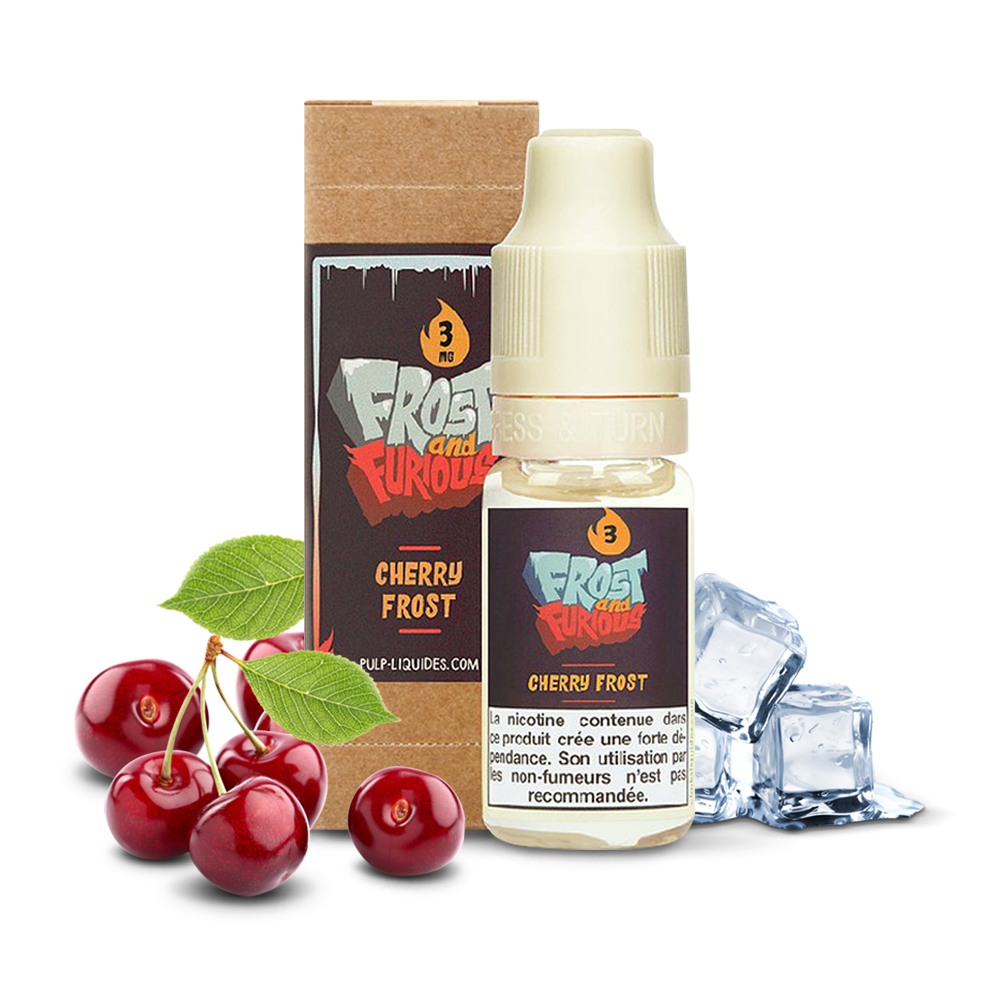 3
MG
FROST
and
FURIOUS
CHERRY
FROST
PULP-LIQUIDES.COM
PRESS & TURN
3
FROST
and
FURIOUS
CHERRY FROST
La nicotine contenue dans
ce produit crée une forte dé-
pendance. Son utilisation par
les non-fumeurs n'est pas
recommandée.